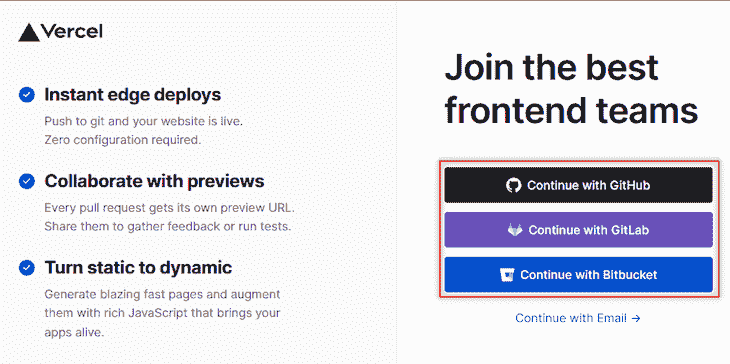 Vercel
Instant edge deploys
Push to git and your website is live.
Zero configuration required.
Collaborate with previews
Every pull request gets its own preview URL.
Share them to gather feedback or run tests.
Turn static to dynamic
Generate blazing fast pages and augment
them with rich JavaScript that brings your
apps alive.
Join the best
frontend teams
Continue with GitHub
Continue with GitLab
Continue with Bitbucket
Continue with Email →